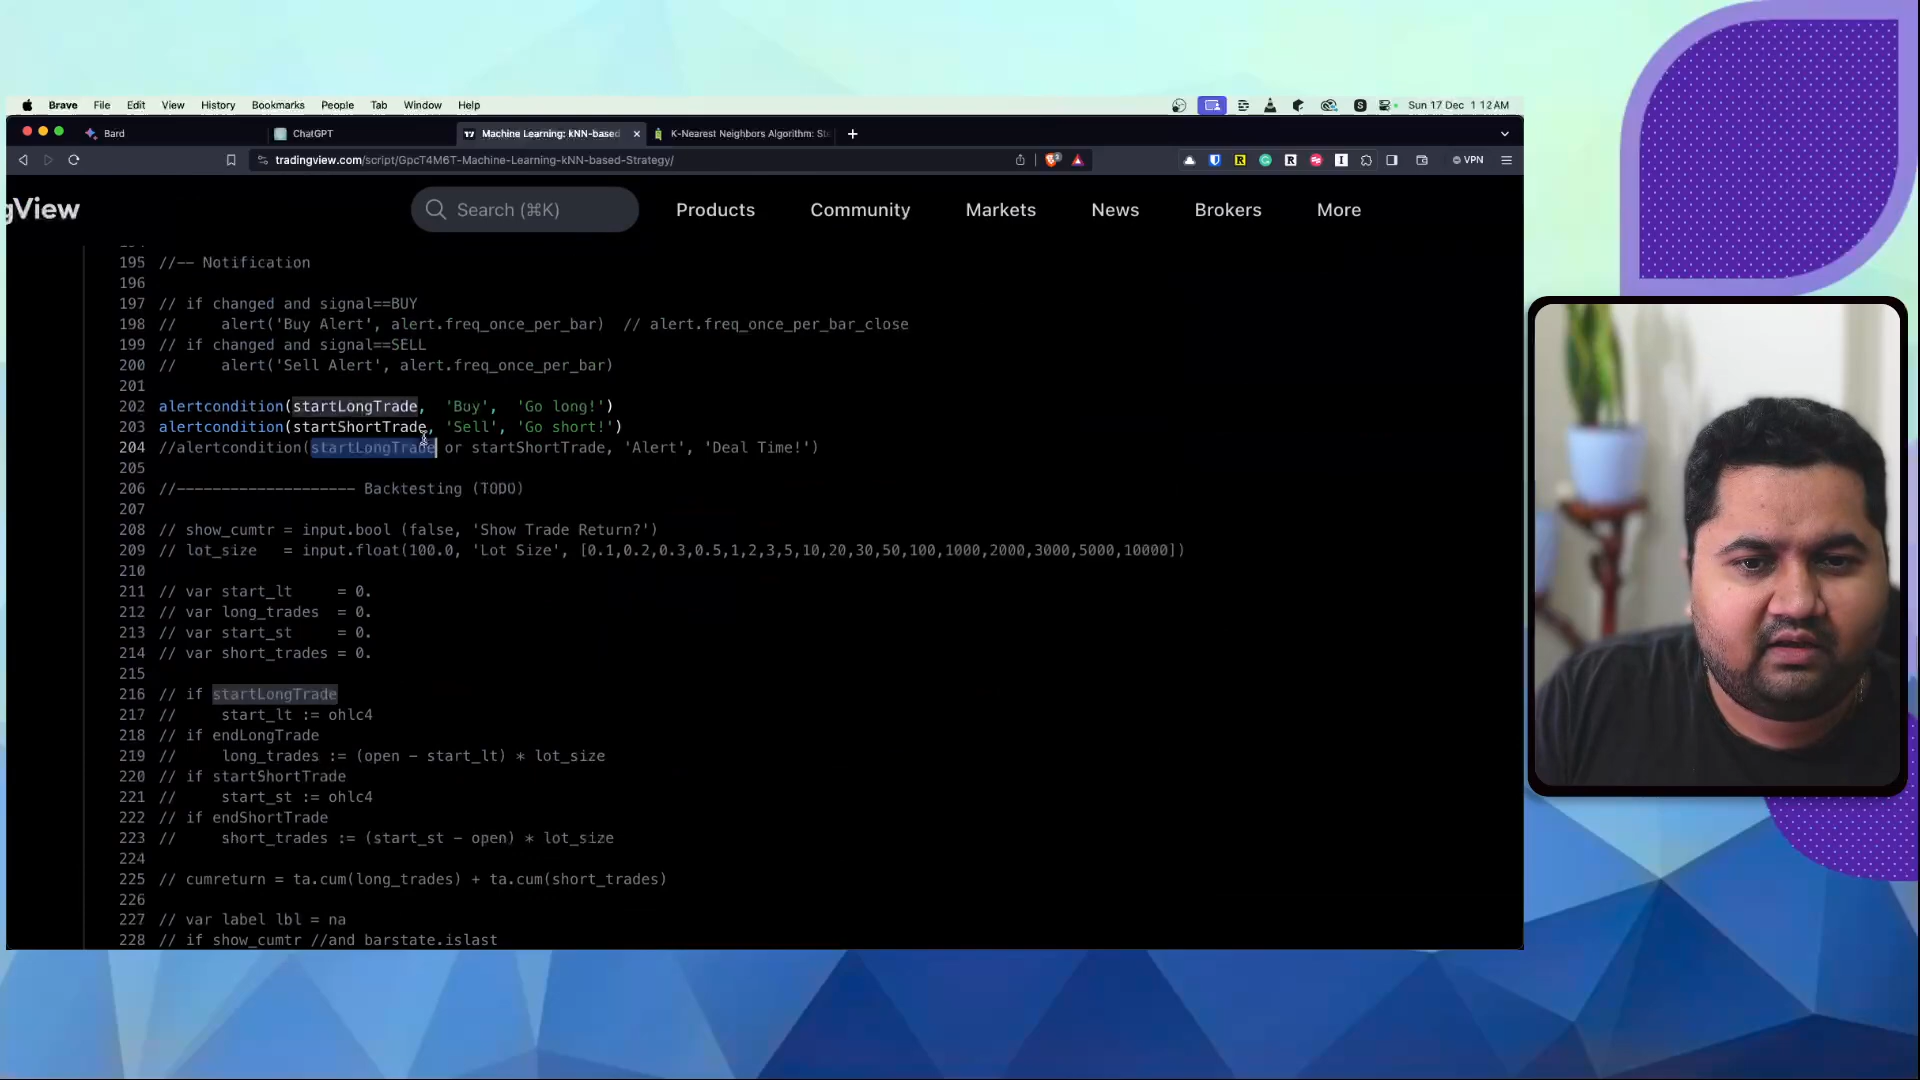 Brave File Edit View History Bookmarks People Tab Window Help Sun 17 Dec 1 12AM
Bard ChatGPT Machine Learning: kNN-based K-Nearest Neighbors Algorithm: Ste
tradingview.com/script/GpcT4M6T-Machine-Learning-kNN-based-Strategy/ VPN
gView Search (⌘K) Products Community Markets News Brokers More
195 //-- Notification
196
197 // if changed and signal==BUY
198 //     alert('Buy Alert', alert.freq_once_per_bar)  // alert.freq_once_per_bar_close
199 // if changed and signal==SELL
200 //     alert('Sell Alert', alert.freq_once_per_bar)
201
202 alertcondition(startLongTrade,  'Buy',  'Go long!')
203 alertcondition(startShortTrade, 'Sell', 'Go short!')
204 //alertcondition(startLongTrade or startShortTrade, 'Alert', 'Deal Time!')
205
206 //-------------------- Backtesting (TODO)
207
208 // show_cumtr = input.bool (false, 'Show Trade Return?')
209 // lot_size   = input.float(100.0, 'Lot Size', [0.1,0.2,0.3,0.5,1,2,3,5,10,20,30,50,100,1000,2000,3000,5000,10000])
210
211 // var start_lt     = 0.
212 // var long_trades  = 0.
213 // var start_st     = 0.
214 // var short_trades = 0.
215
216 // if startLongTrade
217 //     start_lt := ohlc4
218 // if endLongTrade
219 //     long_trades := (open - start_lt) * lot_size
220 // if startShortTrade
221 //     start_st := ohlc4
222 // if endShortTrade
223 //     short_trades := (start_st - open) * lot_size
224
225 // cumreturn = ta.cum(long_trades) + ta.cum(short_trades)
226
227 // var label lbl = na
228 // if show_cumtr //and barstate.islast